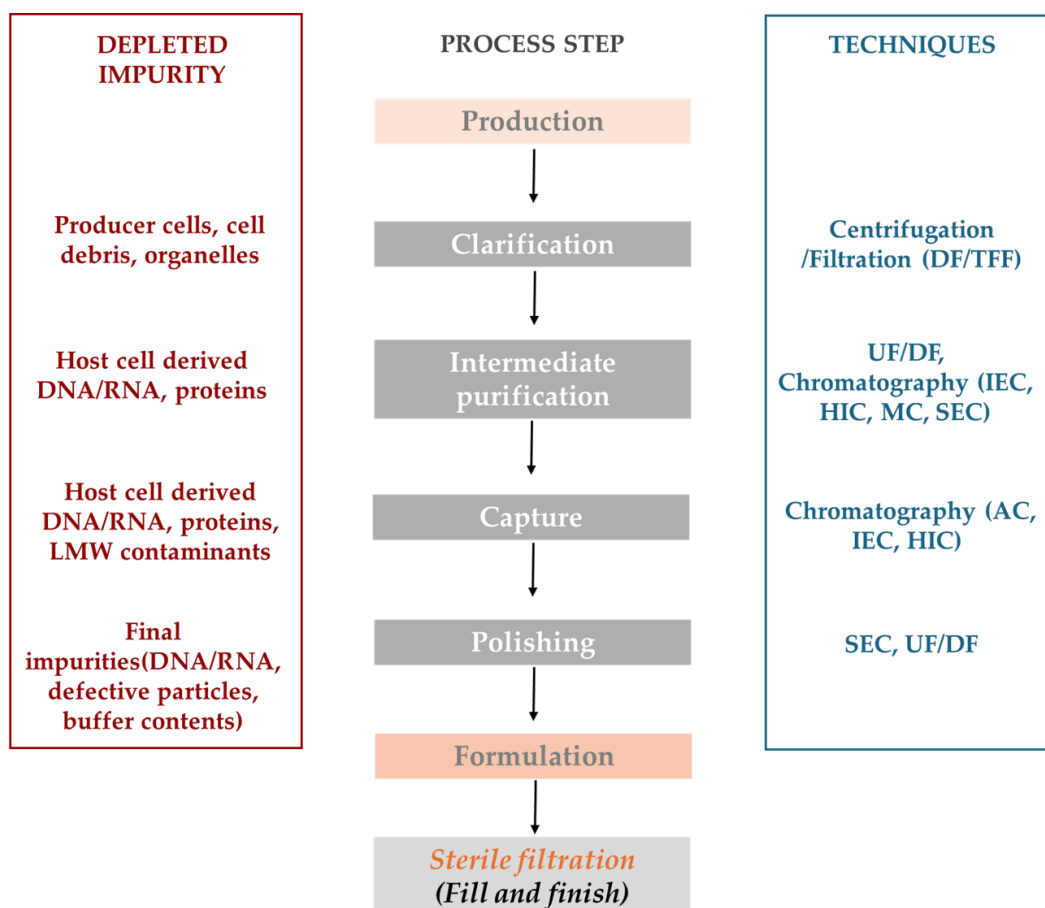 DEPLETED
IMPURITY
Producer cells, cell
debris, organelles
Host cell derived
DNA/RNA, proteins
Host cell derived
DNA/RNA, proteins,
LMW contaminants
Final
impurities(DNA/RNA,
defective particles,
buffer contents)
PROCESS STEP
Production
Clarification
Intermediate
purification
Capture
Polishing
Formulation
Sterile filtration
(Fill and finish)
TECHNIQUES
Centrifugation
/Filtration (DF/TFF)
UF/DF,
Chromatography (IEC,
HIC, MC, SEC)
Chromatography (AC,
IEC, HIC)
SEC, UF/DF